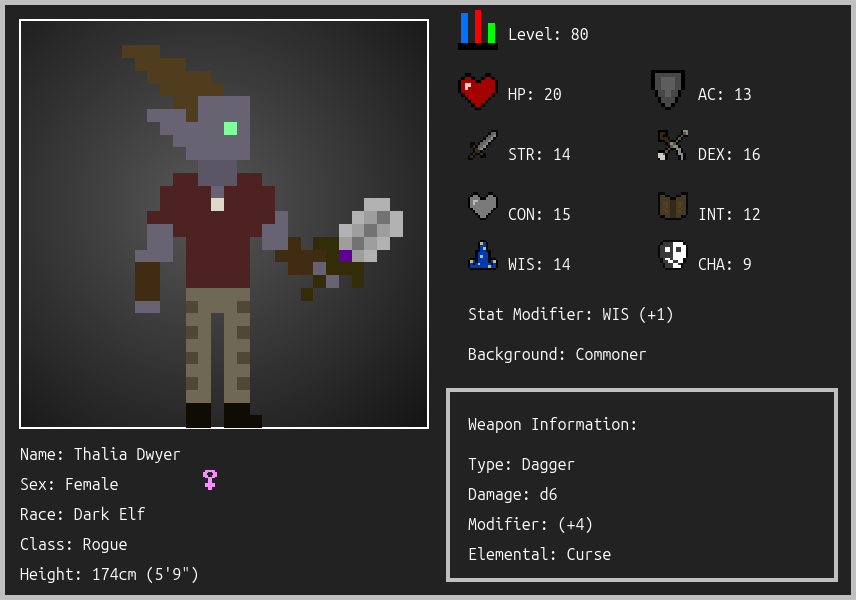 Level: 80
HP: 20
AC: 13
STR: 14
DEX: 16
CON: 15
INT: 12
WIS: 14
CHA: 9
Stat Modifier: WIS (+1)
Background: Commoner
Weapon Information:
Type: Dagger
Damage: d6
Modifier: (+4)
Elemental: Curse
Name: Thalia Dwyer
Sex: Female
Race: Dark Elf
Class: Rogue
Height: 174cm (5'9")